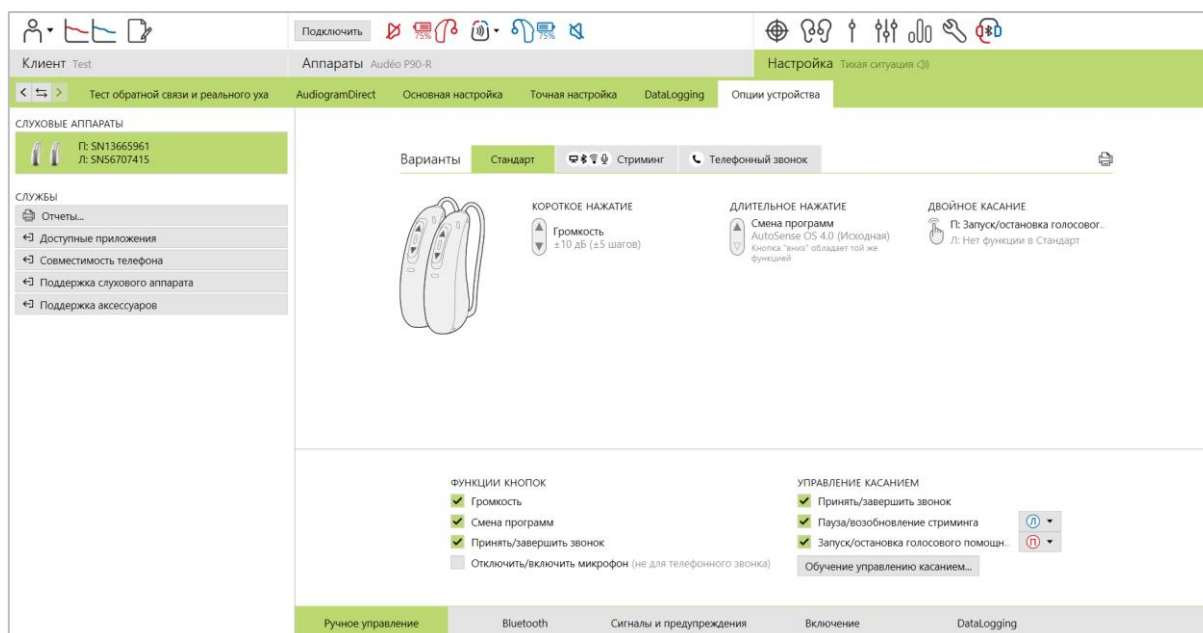 Подключить
75%
75%
Клиент Test
Аппараты Audéo P90-R
Настройка Тихая ситуация
Тест обратной связи и реального уха
AudiogramDirect
Основная настройка
Точная настройка
DataLogging
Опции устройства
СЛУХОВЫЕ АППАРАТЫ
П: SN13665961
Л: SN56707415
СЛУЖБЫ
Отчеты...
Доступные приложения
Совместимость телефона
Поддержка слухового аппарата
Поддержка аксессуаров
Варианты
Стандарт
Стриминг
Телефонный звонок
КОРОТКОЕ НАЖАТИЕ
Громкость
±10 дБ (±5 шагов)
ДЛИТЕЛЬНОЕ НАЖАТИЕ
Смена программ
AutoSense OS 4.0 (Исходная)
Кнопка "вниз" обладает той же
функцией
ДВОЙНОЕ КАСАНИЕ
П: Запуск/остановка голосовог...
Л: Нет функции в Стандарт
ФУНКЦИИ КНОПОК
Громкость
Смена программ
Принять/завершить звонок
Отключить/включить микрофон (не для телефонного звонка)
УПРАВЛЕНИЕ КАСАНИЕМ
Принять/завершить звонок
Пауза/возобновление стриминга Л
Запуск/остановка голосового помощн... П
Обучение управлению касанием...
Ручное управление
Bluetooth
Сигналы и предупреждения
Включение
DataLogging